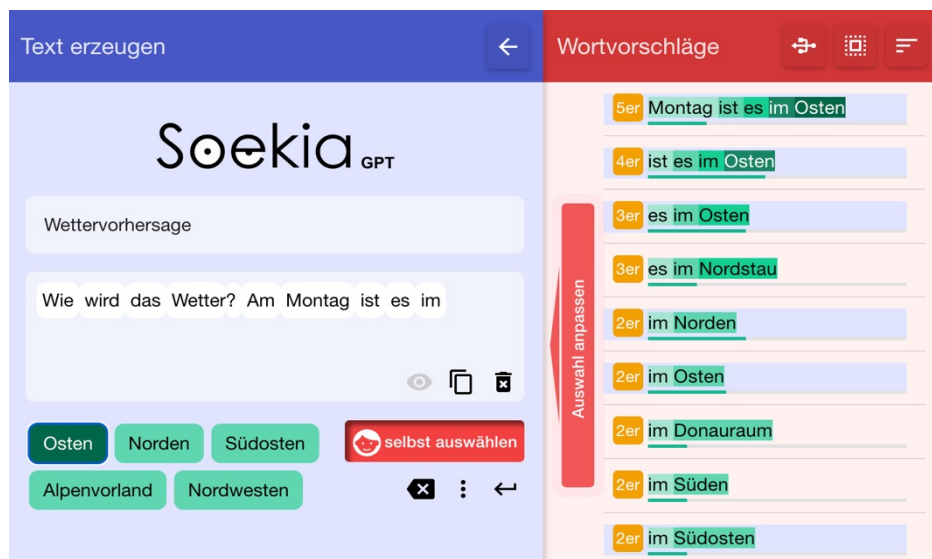 Text erzeugen
Soekia GPT
Wettervorhersage
Wie wird das Wetter? Am Montag ist es im
Osten
Norden
Südosten
selbst auswählen
Alpenvorland
Nordwesten
Wortvorschläge
Auswahl anpassen
5er Montag ist es im Osten
4er ist es im Osten
3er es im Osten
3er es im Nordstau
2er im Norden
2er im Osten
2er im Donauraum
2er im Süden
2er im Südosten